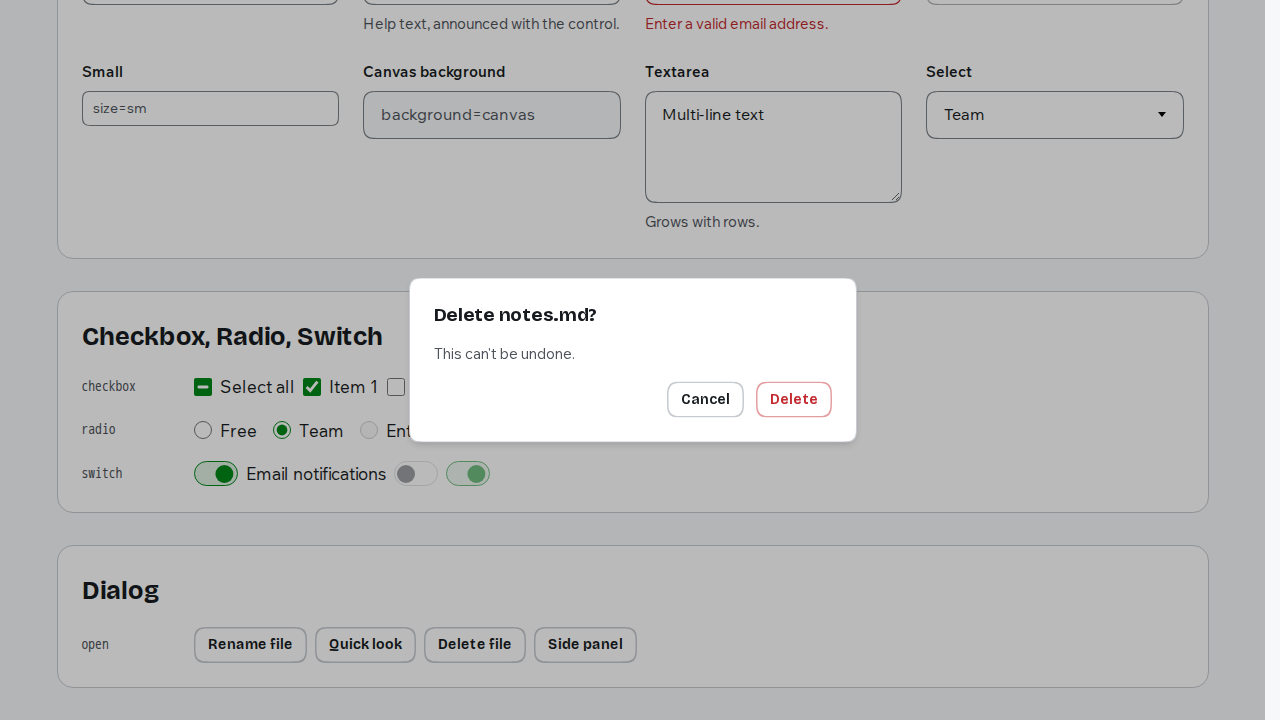 Help text, announced with the control.
Enter a valid email address.
Small
Canvas background
Textarea
Select
size=sm
background=canvas
Multi-line text
Team
Grows with rows.
Delete notes.md?
This can't be undone.
Cancel
Delete
Checkbox, Radio, Switch
checkbox
Select all
Item 1
radio
Free
Team
switch
Email notifications
Dialog
open
Rename file
Quick look
Delete file
Side panel